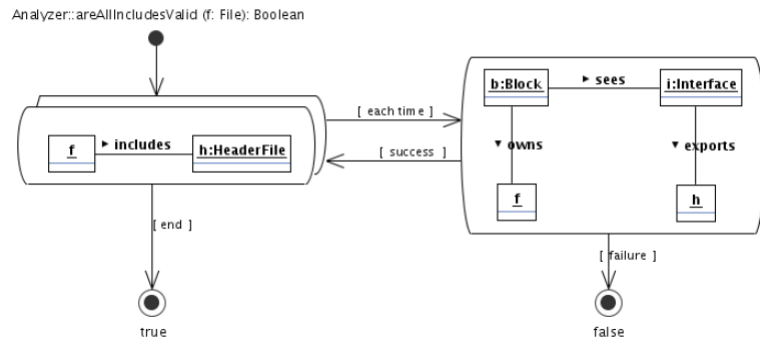 Analyzer::areAllIncludesValid (f: File): Boolean
b:Block
▸ sees
i:Interface
[ each time ]
f
▸ includes
h:HeaderFile
▼ owns
▼ exports
[ success ]
f
h
[ end ]
[ failure ]
true
false